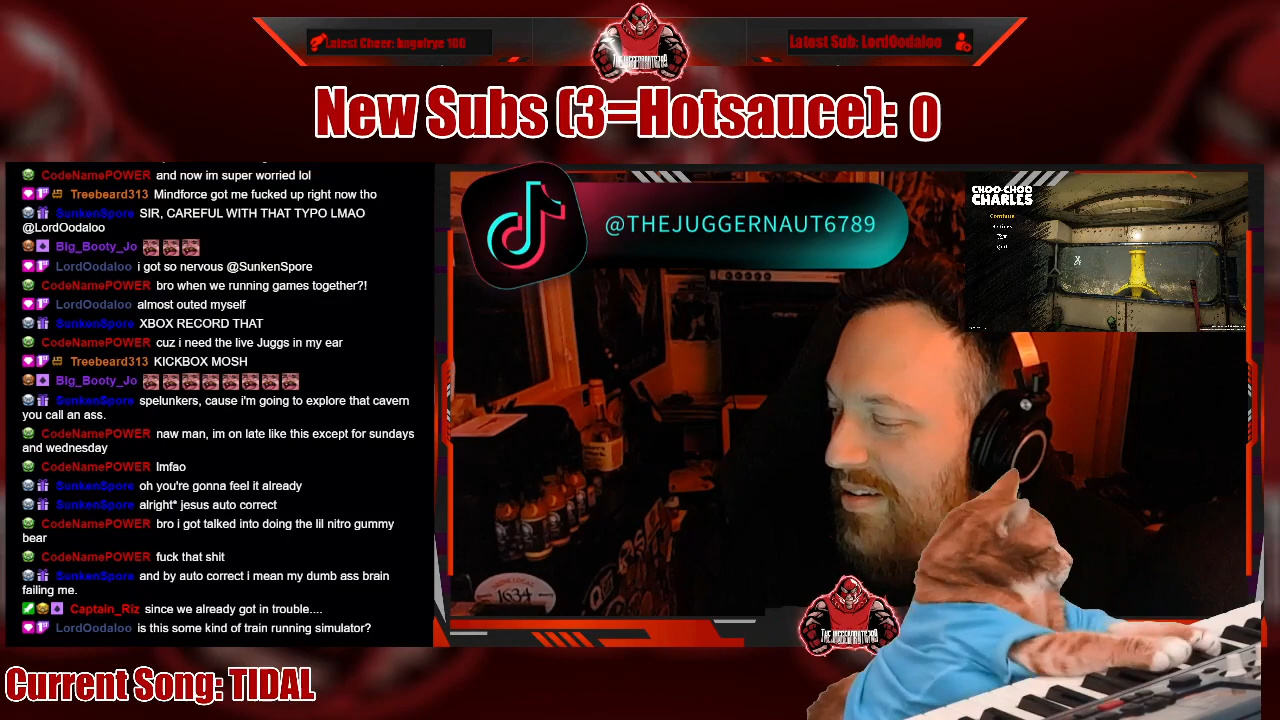 Latest Cheer: bngofrye 100
Latest Sub: LordOodaloo
New Subs (3=Hotsauce): 0
CodeNamePOWER and now im super worried lol
Treebeard313 Mindforce got me fucked up right now tho
SunkenSpore SIR, CAREFUL WITH THAT TYPO LMAO
@LordOodaloo
Big_Booty_Jo
LordOodaloo i got so nervous @SunkenSpore
CodeNamePOWER bro when we running games together?!
LordOodaloo almost outed myself
SunkenSpore XBOX RECORD THAT
CodeNamePOWER cuz i need the live Juggs in my ear
Treebeard313 KICKBOX MOSH
Big_Booty_Jo
SunkenSpore spelunkers, cause i'm going to explore that cavern
you call an ass.
CodeNamePOWER naw man, im on late like this except for sundays
and wednesday
CodeNamePOWER lmfao
SunkenSpore oh you're gonna feel it already
SunkenSpore alright* jesus auto correct
CodeNamePOWER bro i got talked into doing the lil nitro gummy
bear
CodeNamePOWER fuck that shit
SunkenSpore and by auto correct i mean my dumb ass brain
failing me.
Captain_Riz since we already got in trouble....
LordOodaloo is this some kind of train running simulator?
@THEJUGGERNAUT6789
CHOO-CHOO
CHARLES
Continue
Quit
1634
THEJUGGERNAUT6789
Current Song: TIDAL